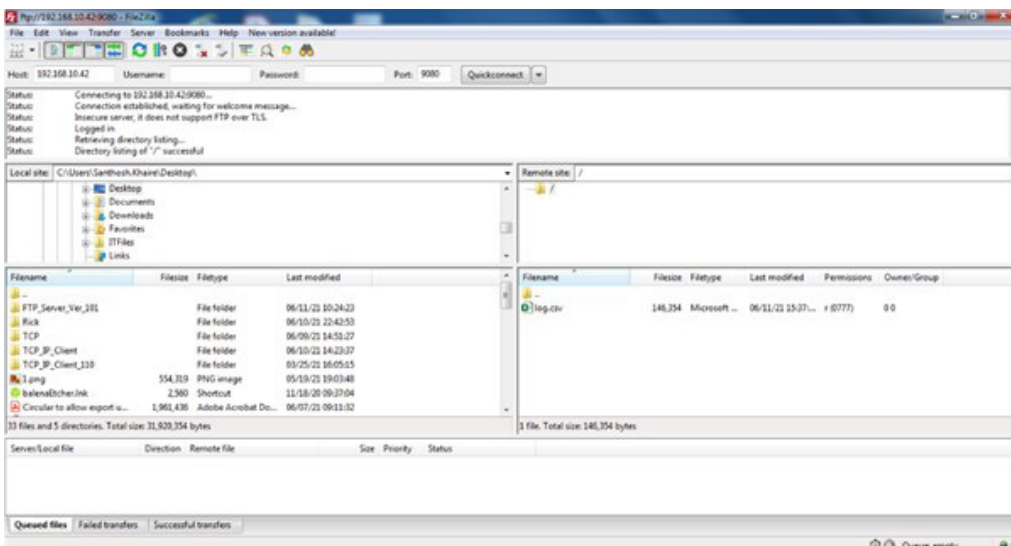 ftp://192.168.10.42:9080 - FileZilla
File Edit View Transfer Server Bookmarks Help New version available!
Host: 192.168.10.42 Username: Password: Port: 9080 Quickconnect
Status: Connecting to 192.168.10.42:9080...
Status: Connection established, waiting for welcome message...
Status: Insecure server, it does not support FTP over TLS.
Status: Logged in
Status: Retrieving directory listing...
Status: Directory listing of "/" successful
Local site: C:\Users\Santhosh.Khaire\Desktop\
Remote site: /
Desktop
Documents
Downloads
Favorites
ITFiles
Links
/
Filename Filesize Filetype Last modified
..
FTP_Server_Ver_101 File folder 06/11/21 10:24:23
Rick File folder 06/10/21 22:42:53
TCP File folder 06/09/21 14:51:27
TCP_IP_Client File folder 06/10/21 14:23:37
TCP_IP_Client_110 File folder 03/25/21 16:05:15
1.png 554,319 PNG image 05/19/21 19:03:48
balenaEtcher.lnk 2,560 Shortcut 11/18/20 09:37:04
Circular to allow export u... 1,961,436 Adobe Acrobat Do... 06/07/21 09:11:32
33 files and 5 directories. Total size: 31,920,354 bytes
Filename Filesize Filetype Last modified Permissions Owner/Group
..
log.csv 146,354 Microsoft ... 06/11/21 15:37:... r (0777) 0 0
1 file. Total size: 146,354 bytes
Server/Local file Direction Remote file Size Priority Status
Queued files Failed transfers Successful transfers
Queue: empty